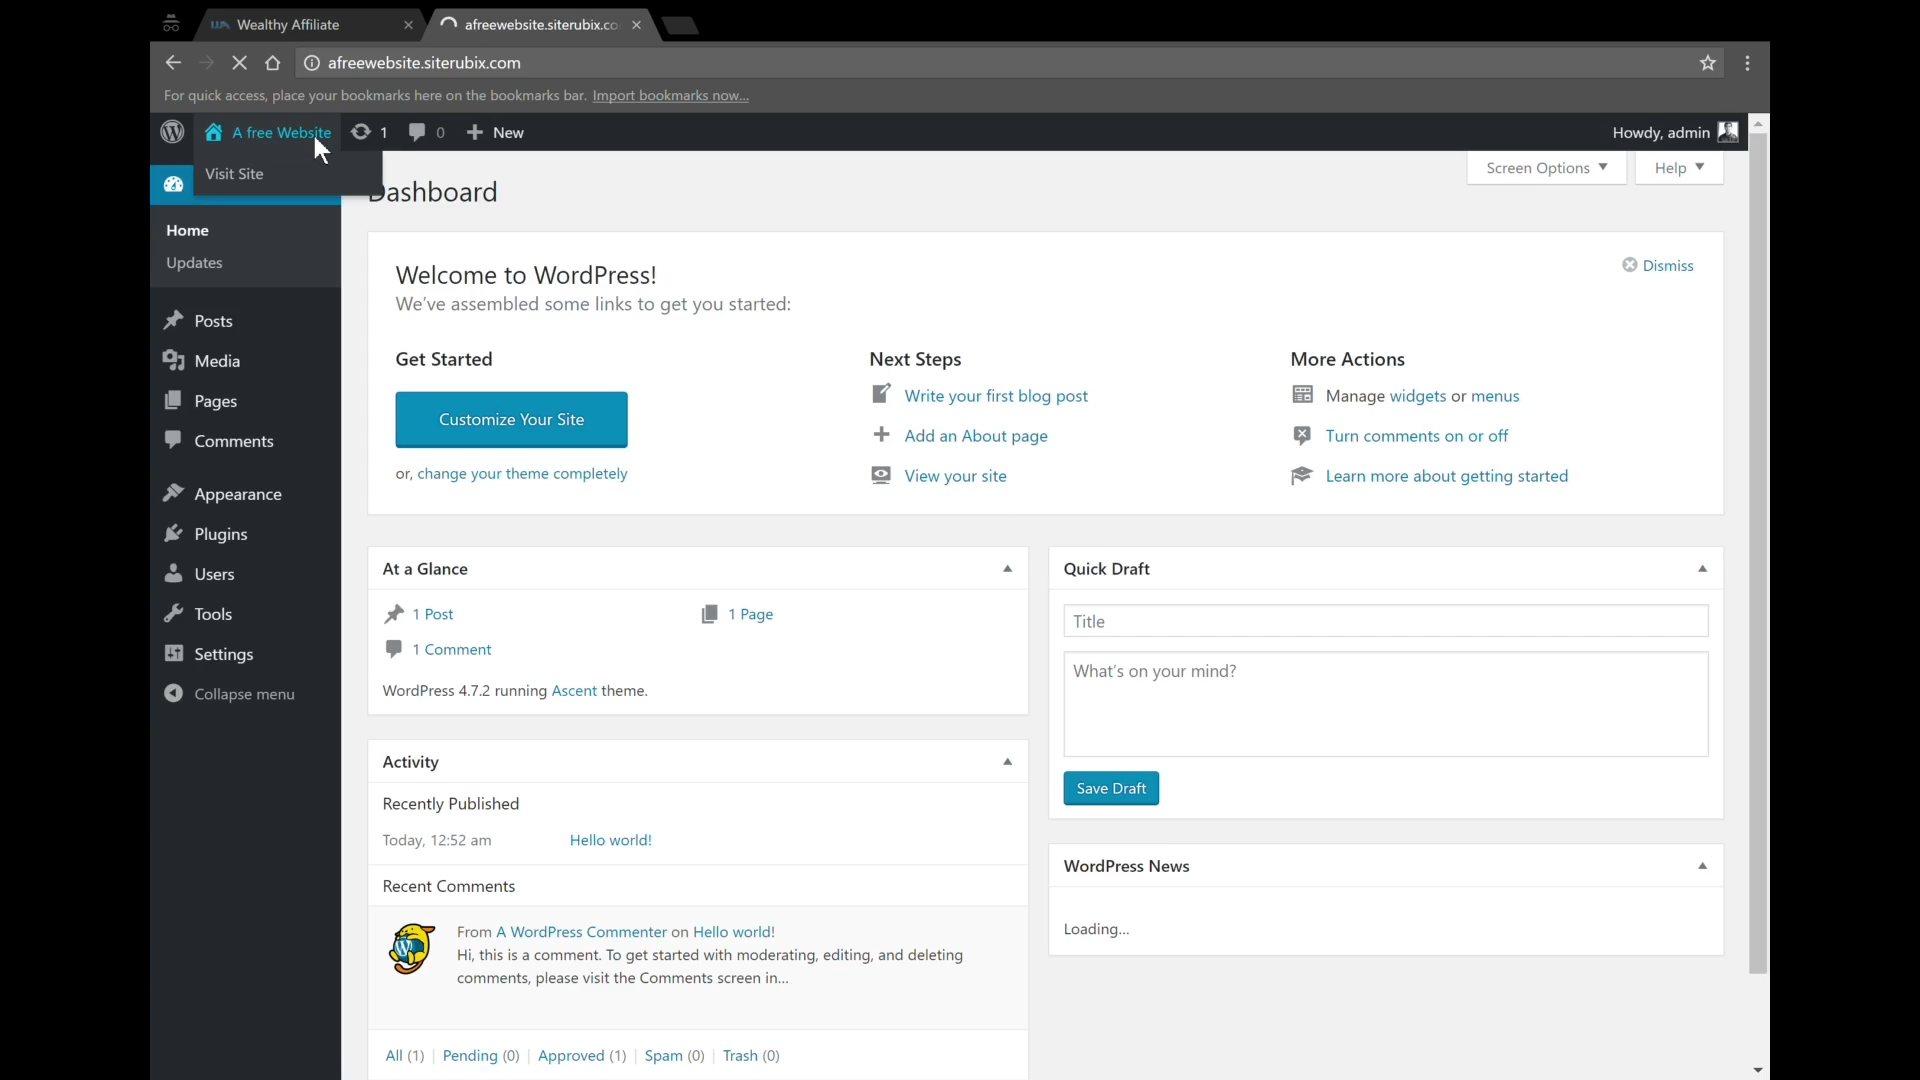 Wealthy Affiliate
afreewebsite.siterubix.co
afreewebsite.siterubix.com
For quick access, place your bookmarks here on the bookmarks bar. Import bookmarks now...
A free Website 1 0 New
Howdy, admin
Visit Site
Screen Options
Help
Dashboard
Home
Updates
Posts
Media
Pages
Comments
Appearance
Plugins
Users
Tools
Settings
Collapse menu
Welcome to WordPress!
Dismiss
We've assembled some links to get you started:
Get Started
Customize Your Site
or, change your theme completely
Next Steps
Write your first blog post
Add an About page
View your site
More Actions
Manage widgets or menus
Turn comments on or off
Learn more about getting started
At a Glance
1 Post
1 Page
1 Comment
WordPress 4.7.2 running Ascent theme.
Activity
Recently Published
Today, 12:52 am Hello world!
Recent Comments
From A WordPress Commenter on Hello world!
Hi, this is a comment. To get started with moderating, editing, and deleting
comments, please visit the Comments screen in...
All (1) | Pending (0) | Approved (1) | Spam (0) | Trash (0)
Quick Draft
Title
What's on your mind?
Save Draft
WordPress News
Loading...